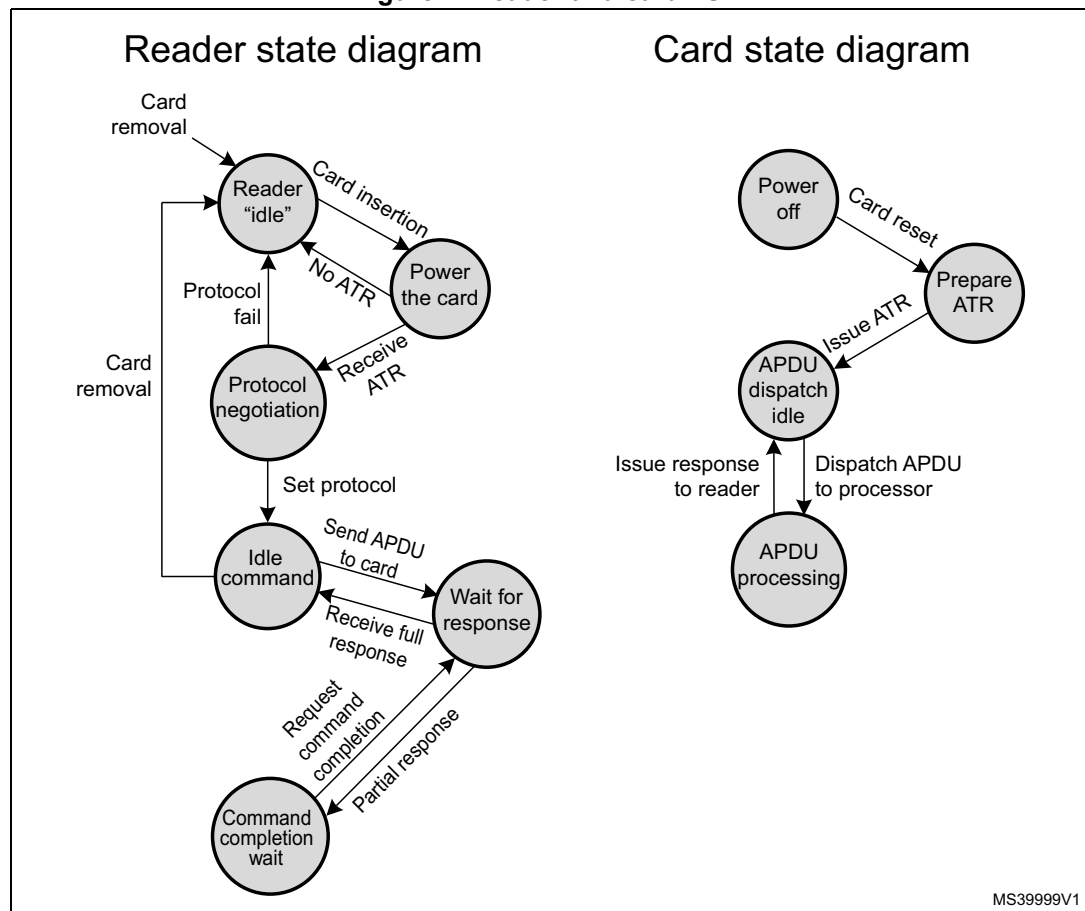 Reader state diagram
Card state diagram
Card
removal
Reader
“idle”
Card insertion
No ATR
Power
the card
Protocol
fail
Receive
ATR
Card
removal
Protocol
negotiation
Set protocol
Idle
command
Send APDU
to card
Receive full
response
Wait for
response
Request
command
completion
Partial response
Command
completion
wait
Power
off
Card reset
Prepare
ATR
Issue ATR
APDU
dispatch
idle
Issue response
to reader
Dispatch APDU
to processor
APDU
processing
MS39999V1